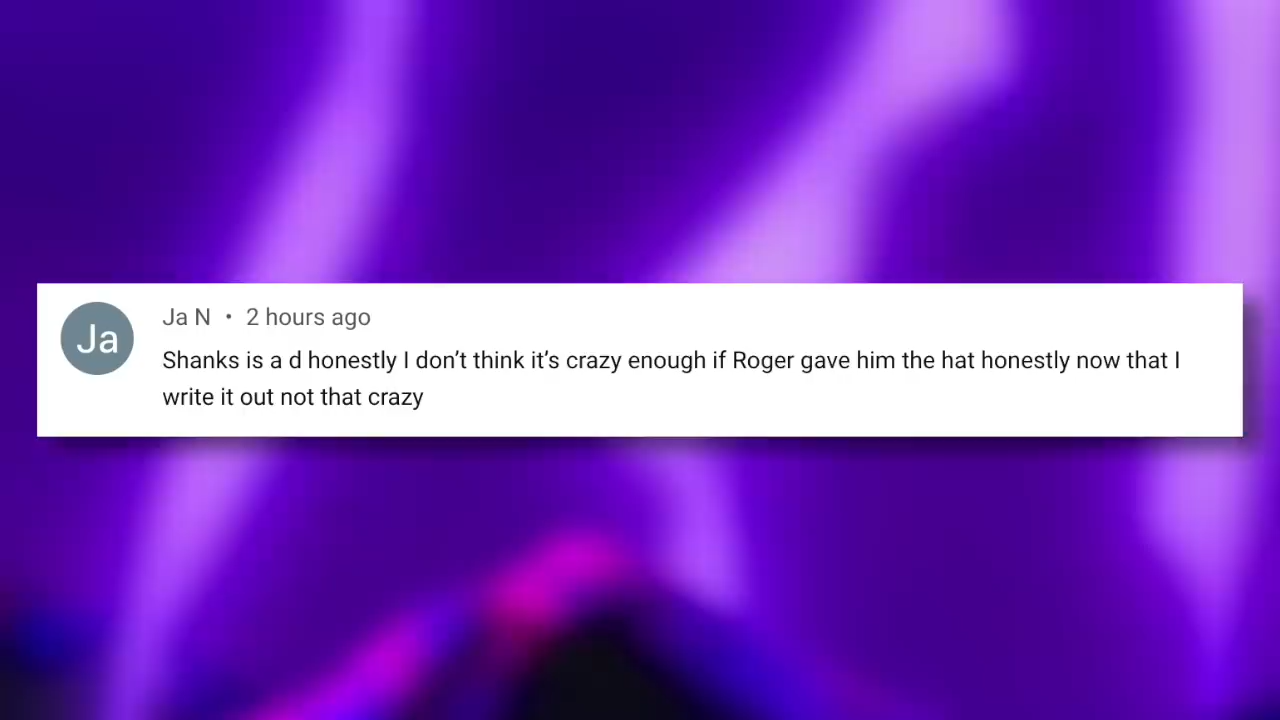 Ja
Ja N • 2 hours ago
Shanks is a d honestly I don’t think it’s crazy enough if Roger gave him the hat honestly now that I
write it out not that crazy